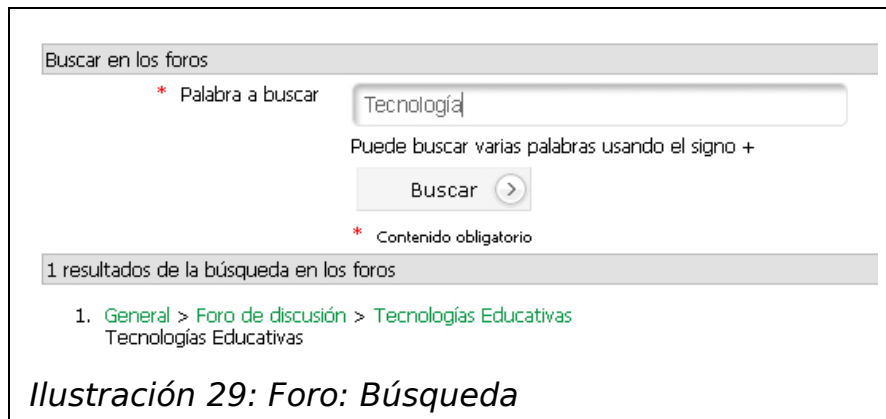 Buscar en los foros
* Palabra a buscar
Tecnología
Puede buscar varias palabras usando el signo +
Buscar
* Contenido obligatorio
1 resultados de la búsqueda en los foros
1. General > Foro de discusión > Tecnologías Educativas
Tecnologías Educativas
Ilustración 29: Foro: Búsqueda